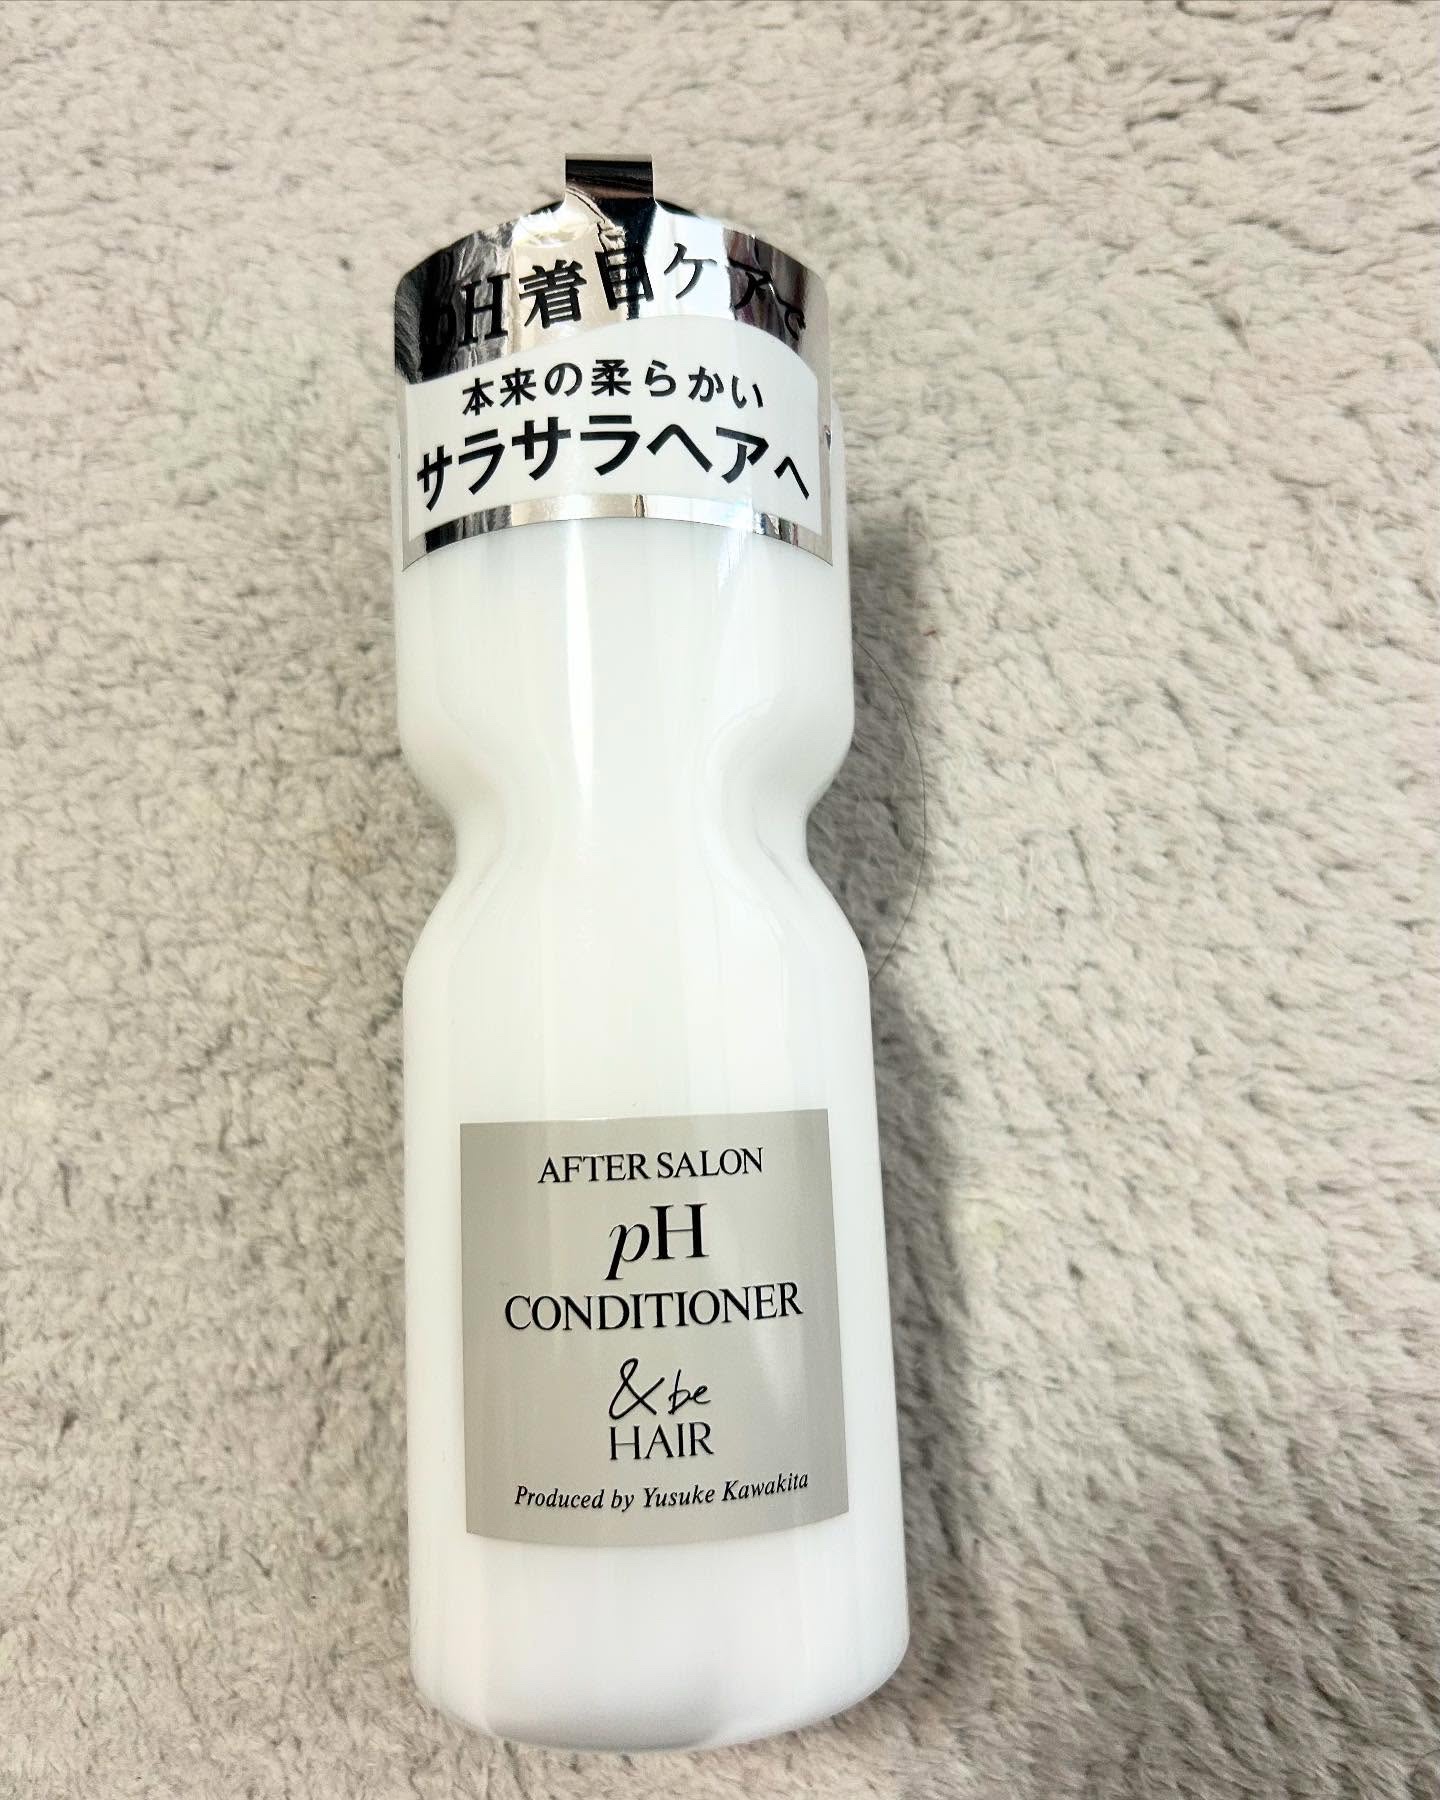 pH着目ケアで
本来の柔らかい
サラサラヘアへ
AFTER SALON
pH
CONDITIONER
&be
HAIR
Produced by Yusuke Kawakita